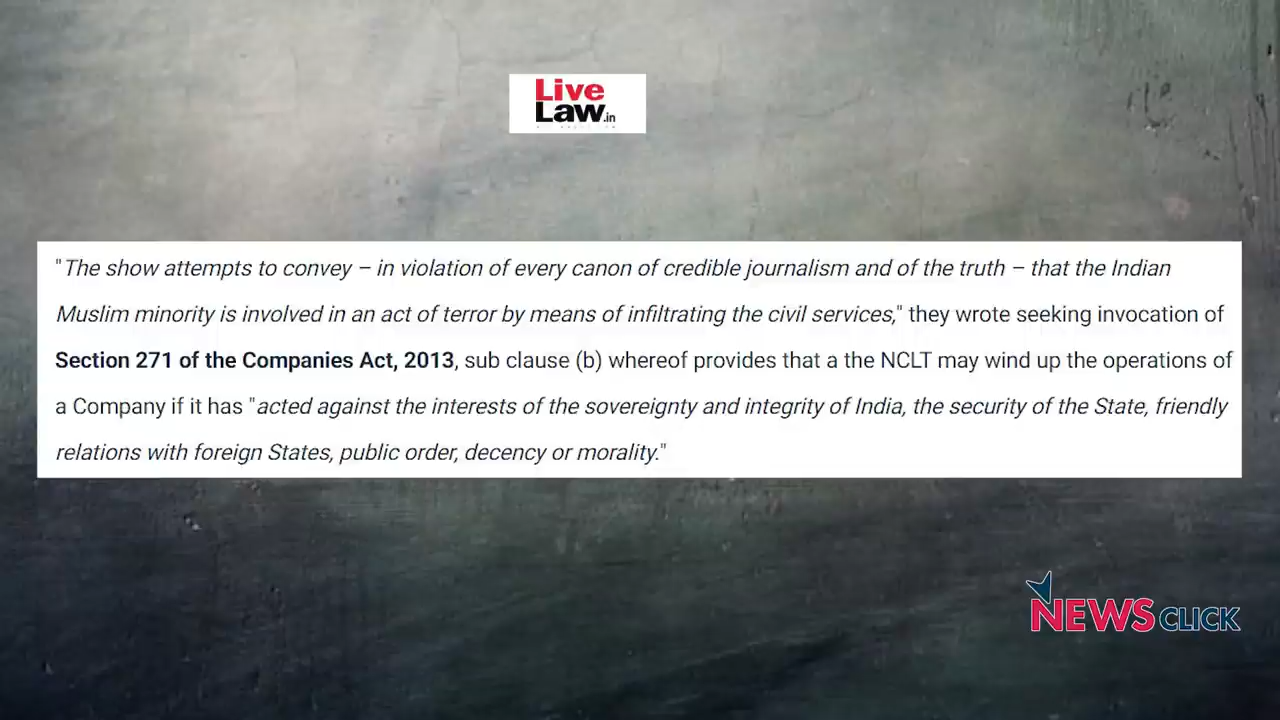 Live
Law.in
"The show attempts to convey – in violation of every canon of credible journalism and of the truth – that the Indian
Muslim minority is involved in an act of terror by means of infiltrating the civil services," they wrote seeking invocation of
Section 271 of the Companies Act, 2013, sub clause (b) whereof provides that a the NCLT may wind up the operations of
a Company if it has "acted against the interests of the sovereignty and integrity of India, the security of the State, friendly
relations with foreign States, public order, decency or morality."
NEWSCLICK